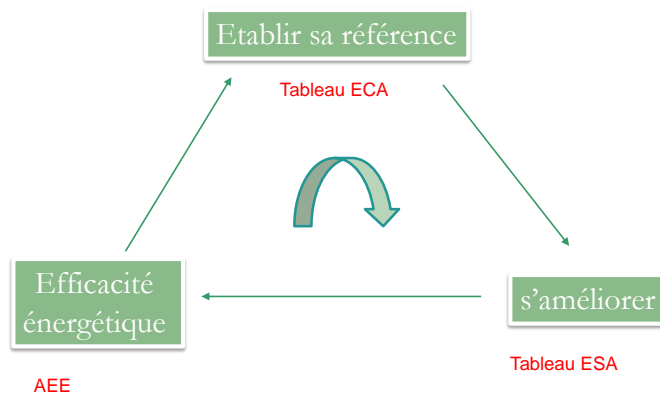 Etablir sa référence
Tableau ECA
Efficacité
énergétique
s'améliorer
Tableau ESA
AEE